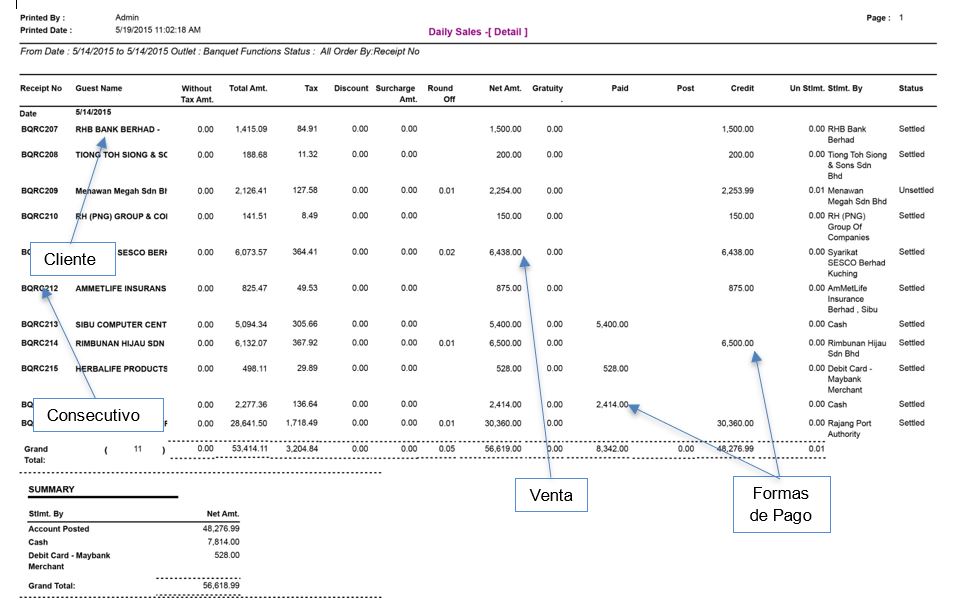 Printed By : Admin Page : 1
Printed Date : 5/19/2015 11:02:18 AM
Daily Sales -[ Detail ]
From Date : 5/14/2015 to 5/14/2015 Outlet : Banquet Functions Status : All Order By:Receipt No
Receipt No Guest Name Without Total Amt. Tax Discount Surcharge Round Net Amt. Gratuity Paid Post Credit Un Stlmt. Stlmt. By Status
Tax Amt. Amt. Off .
Date 5/14/2015
BQRC207 RHB BANK BERHAD - 0.00 1,415.09 84.91 0.00 0.00 1,500.00 0.00 1,500.00 0.00 RHB Bank Settled
Berhad
BQRC208 TIONG TOH SIONG & SC 0.00 188.68 11.32 0.00 0.00 200.00 0.00 200.00 0.00 Tiong Toh Siong Settled
& Sons Sdn
Bhd
BQRC209 Menawan Megah Sdn Bh 0.00 2,126.41 127.58 0.00 0.00 0.01 2,254.00 0.00 2,253.99 0.01 Menawan Unsettled
Megah Sdn Bhd
BQRC210 RH (PNG) GROUP & COI 0.00 141.51 8.49 0.00 0.00 150.00 0.00 150.00 0.00 RH (PNG) Settled
Group Of
Companies
BQ SESCO BERH 0.00 6,073.57 364.41 0.00 0.00 0.02 6,438.00 0.00 6,438.00 0.00 Syarikat Settled
Cliente
SESCO Berhad
Kuching
BQRC212 AMMETLIFE INSURANS 0.00 825.47 49.53 0.00 0.00 875.00 0.00 875.00 0.00 AmMetLife Settled
Insurance
Berhad , Sibu
BQRC213 SIBU COMPUTER CENT 0.00 5,094.34 305.66 0.00 0.00 5,400.00 0.00 5,400.00 0.00 Cash Settled
BQRC214 RIMBUNAN HIJAU SDN 0.00 6,132.07 367.92 0.00 0.00 0.01 6,500.00 0.00 6,500.00 0.00 Rimbunan Hijau Settled
Sdn Bhd
BQRC215 HERBALIFE PRODUCTS 0.00 498.11 29.89 0.00 0.00 528.00 0.00 528.00 0.00 Debit Card - Settled
Maybank
Merchant
BQ 0.00 2,277.36 136.64 0.00 0.00 2,414.00 0.00 2,414.00 0.00 Cash Settled
Consecutivo
BQ 0.00 28,641.50 1,718.49 0.00 0.00 0.01 30,360.00 0.00 30,360.00 0.00 Rajang Port Settled
Authority
Grand ( 11 ) 0.00 53,414.11 3,204.84 0.00 0.00 0.05 56,619.00 0.00 8,342.00 0.00 48,276.99 0.01
Total:
SUMMARY
Venta
Formas
de Pago
Stlmt. By Net Amt.
Account Posted 48,276.99
Cash 7,814.00
Debit Card - Maybank 528.00
Merchant
Grand Total: 56,618.99